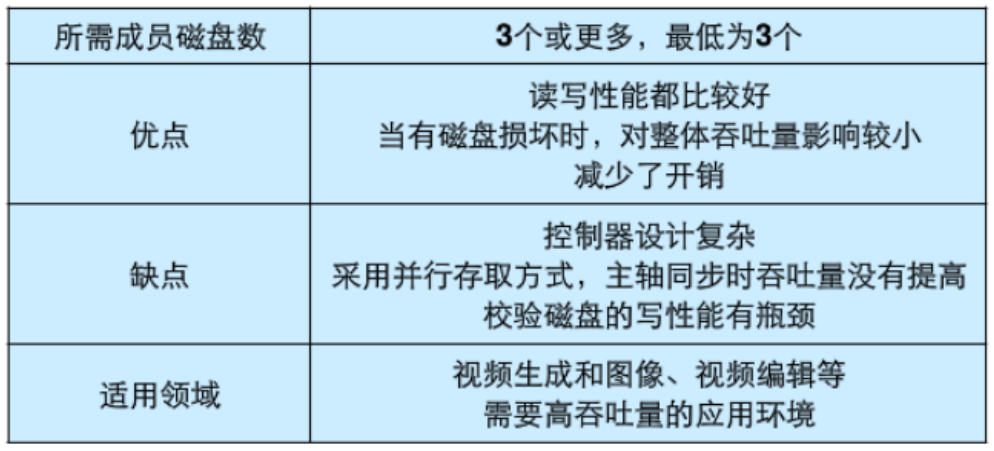 所需成员磁盘数
3个或更多，最低为3个
优点
读写性能都比较好
当有磁盘损坏时，对整体吞吐量影响较小
减少了开销
缺点
控制器设计复杂
采用并行存取方式，主轴同步时吞吐量没有提高
校验磁盘的写性能有瓶颈
适用领域
视频生成和图像、视频编辑等
需要高吞吐量的应用环境